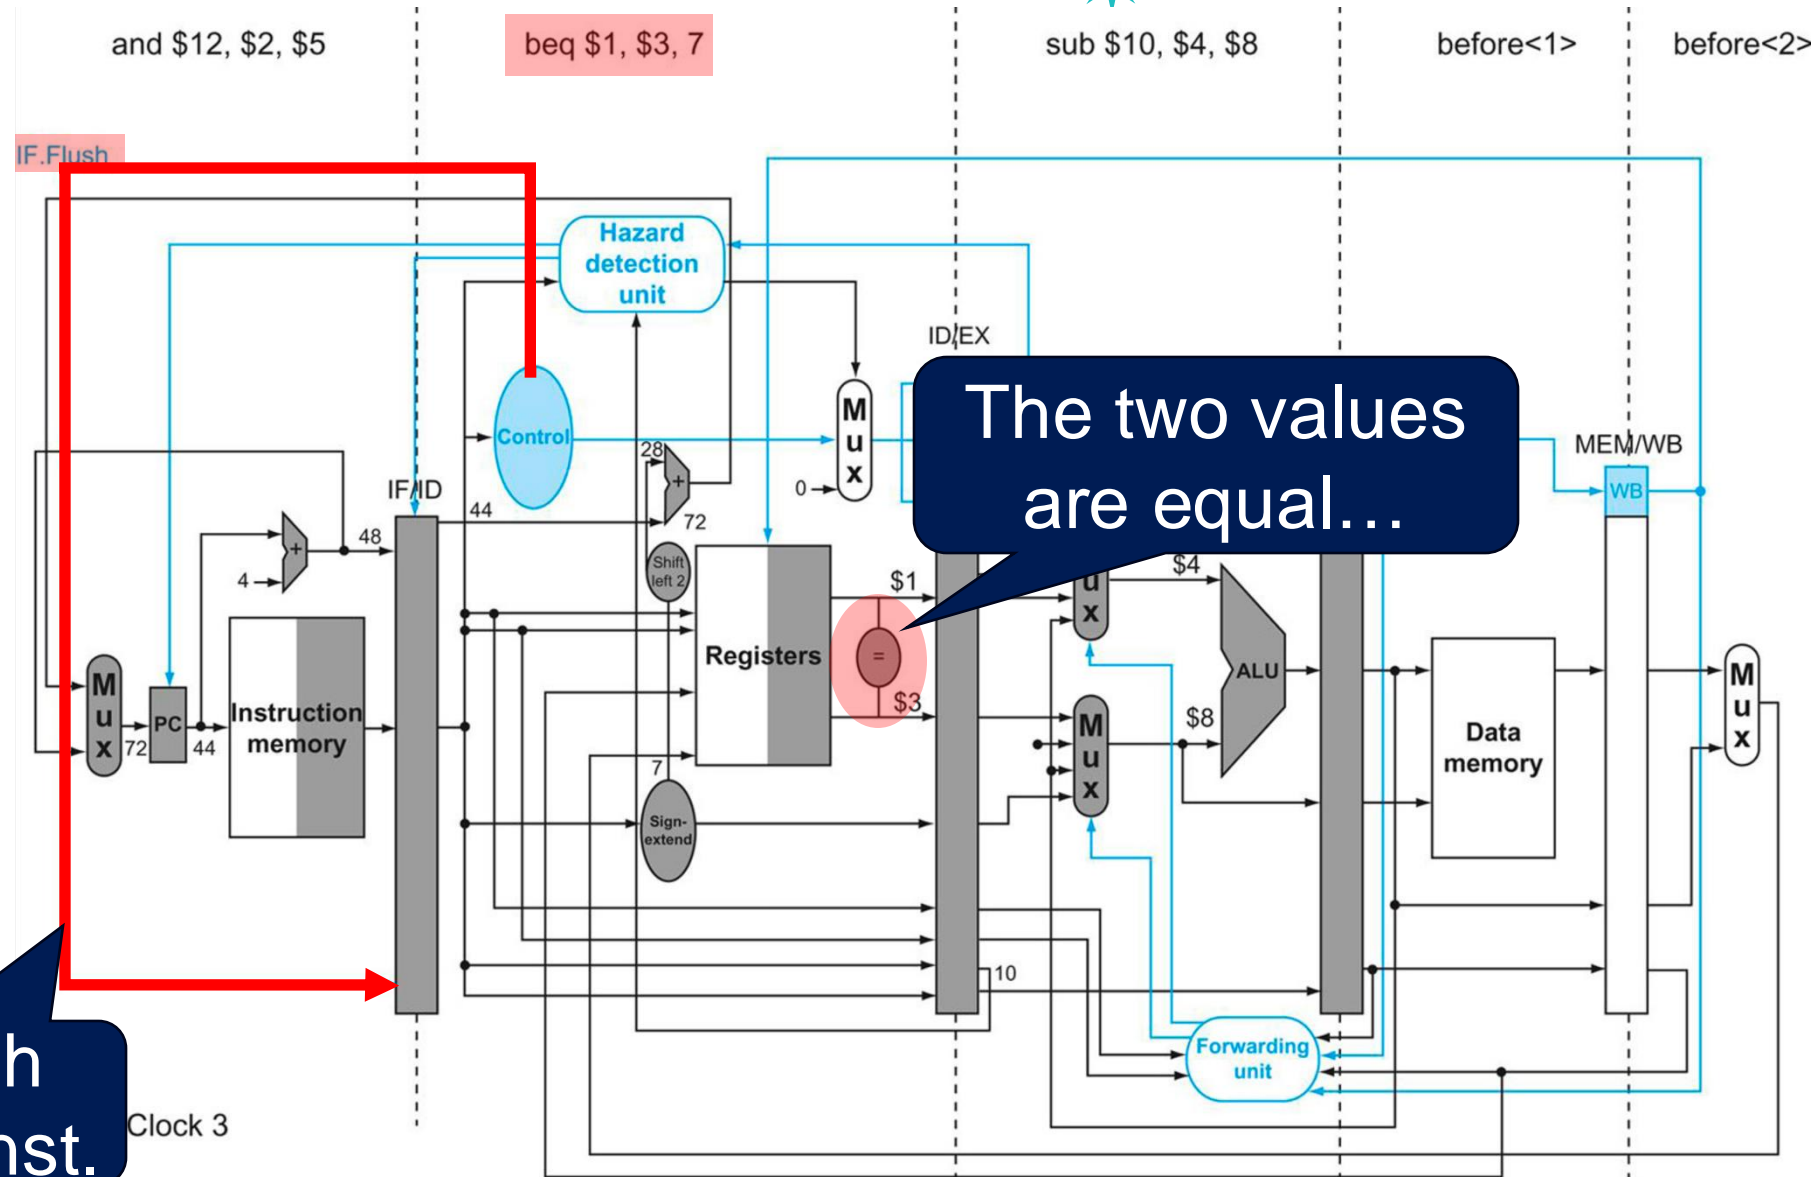 and $12, $2, $5
beq $1, $3, 7
sub $10, $4, $8
before<1>
before<2>
IF.Flush
Hazard
detection
unit
ID/EX
The two values
are equal…
MEM/WB
WB
Control
M
u
x
0
28
72
IF/ID
44
48
4
+
+
Shift
left 2
$1
$3
=
Registers
u
x
$4
ALU
$8
M
u
x
M
u
x
72
PC
44
Instruction
memory
7
Sign-
extend
M
u
x
Data
memory
M
u
x
10
Forwarding
unit
Clock 3